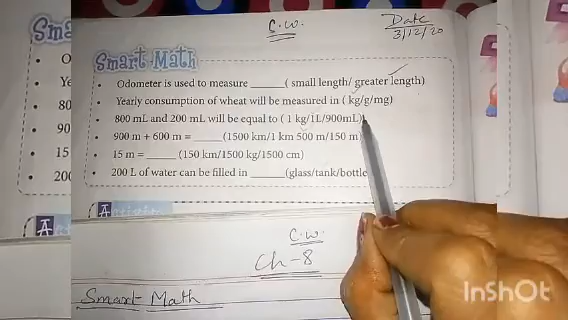 C.W.
Date
3/12/20
Smart Math
• Odometer is used to measure ______( small length/ greater length)
• Yearly consumption of wheat will be measured in ( kg/g/mg)
• 800 mL and 200 mL will be equal to ( 1 kg/1L/900mL)
• 900 m + 600 m = _____ (1500 km/1 km 500 m/150 m)
• 15 m = _____ (150 km/1500 kg/1500 cm)
• 200 L of water can be filled in ______(glass/tank/bottle
C.W.
Ch-8
Smart Math
InShOt